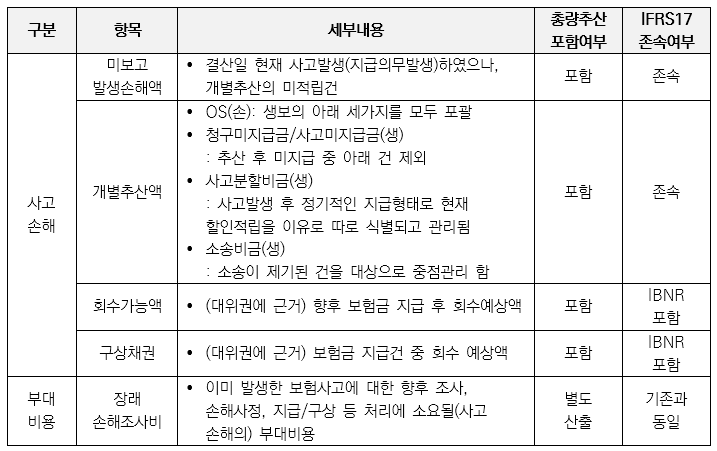 구분 항목 세부내용 총량추산 포함여부 IFRS17 존속여부
사고 손해
미보고 발생손해액
• 결산일 현재 사고발생(지급의무발생)하였으나,
개별추산의 미적립건
포함 존속
개별추산액
• OS(손): 생보의 아래 세가지를 모두 포괄
• 청구미지급금/사고미지급금(생)
: 추산 후 미지급 중 아래 건 제외
• 사고분할비금(생)
: 사고발생 후 정기적인 지급형태로 현재
할인적립을 이유로 따로 식별되고 관리됨
• 소송비금(생)
: 소송이 제기된 건을 대상으로 중점관리 함
포함 존속
회수가능액
• (대위권에 근거) 향후 보험금 지급 후 회수예상액
포함 IBNR 포함
구상채권
• (대위권에 근거) 보험금 지급건 중 회수 예상액
포함 IBNR 포함
부대 비용
장래 손해조사비
• 이미 발생한 보험사고에 대한 향후 조사,
손해사정, 지급/구상 등 처리에 소요될(사고
손해의) 부대비용
별도 산출 기존과 동일